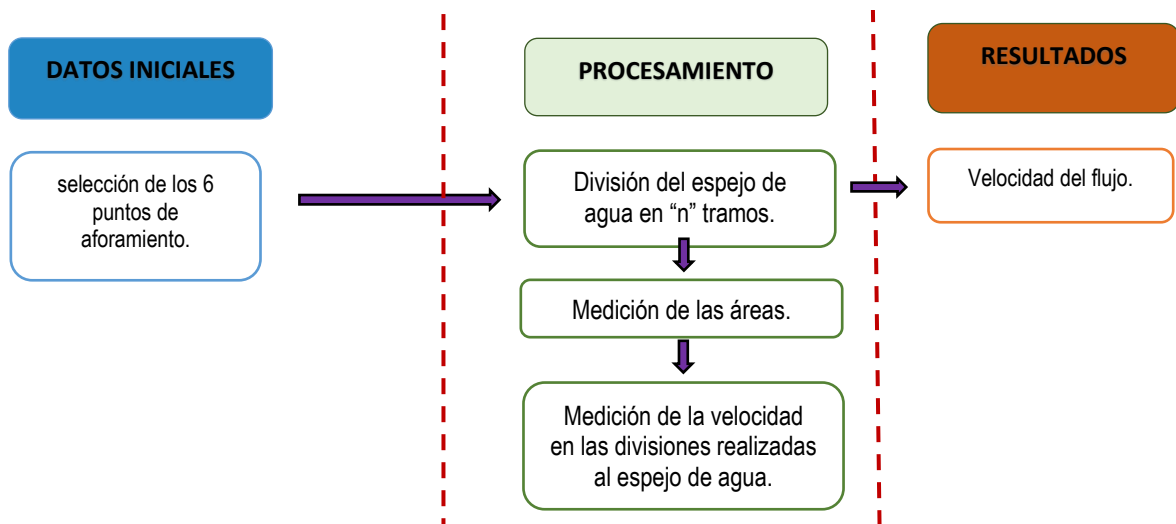 DATOS INICIALES
selección de los 6
puntos de
aforamiento.
PROCESAMIENTO
División del espejo de
agua en “n” tramos.
Medición de las áreas.
Medición de la velocidad
en las divisiones realizadas
al espejo de agua.
RESULTADOS
Velocidad del flujo.